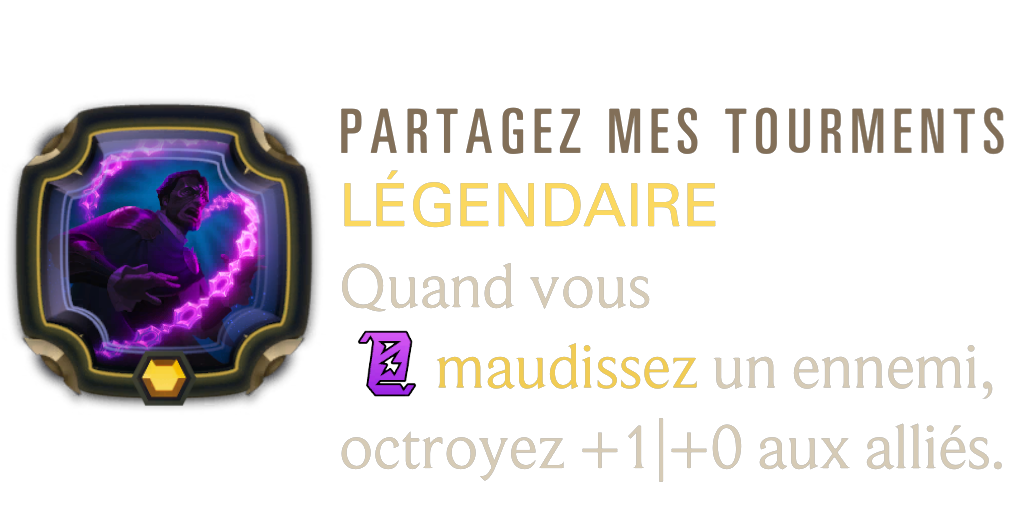 PARTAGEZ MES TOURMENTS
LÉGENDAIRE
Quand vous
maudissez un ennemi,
octroyez +1|+0 aux alliés.